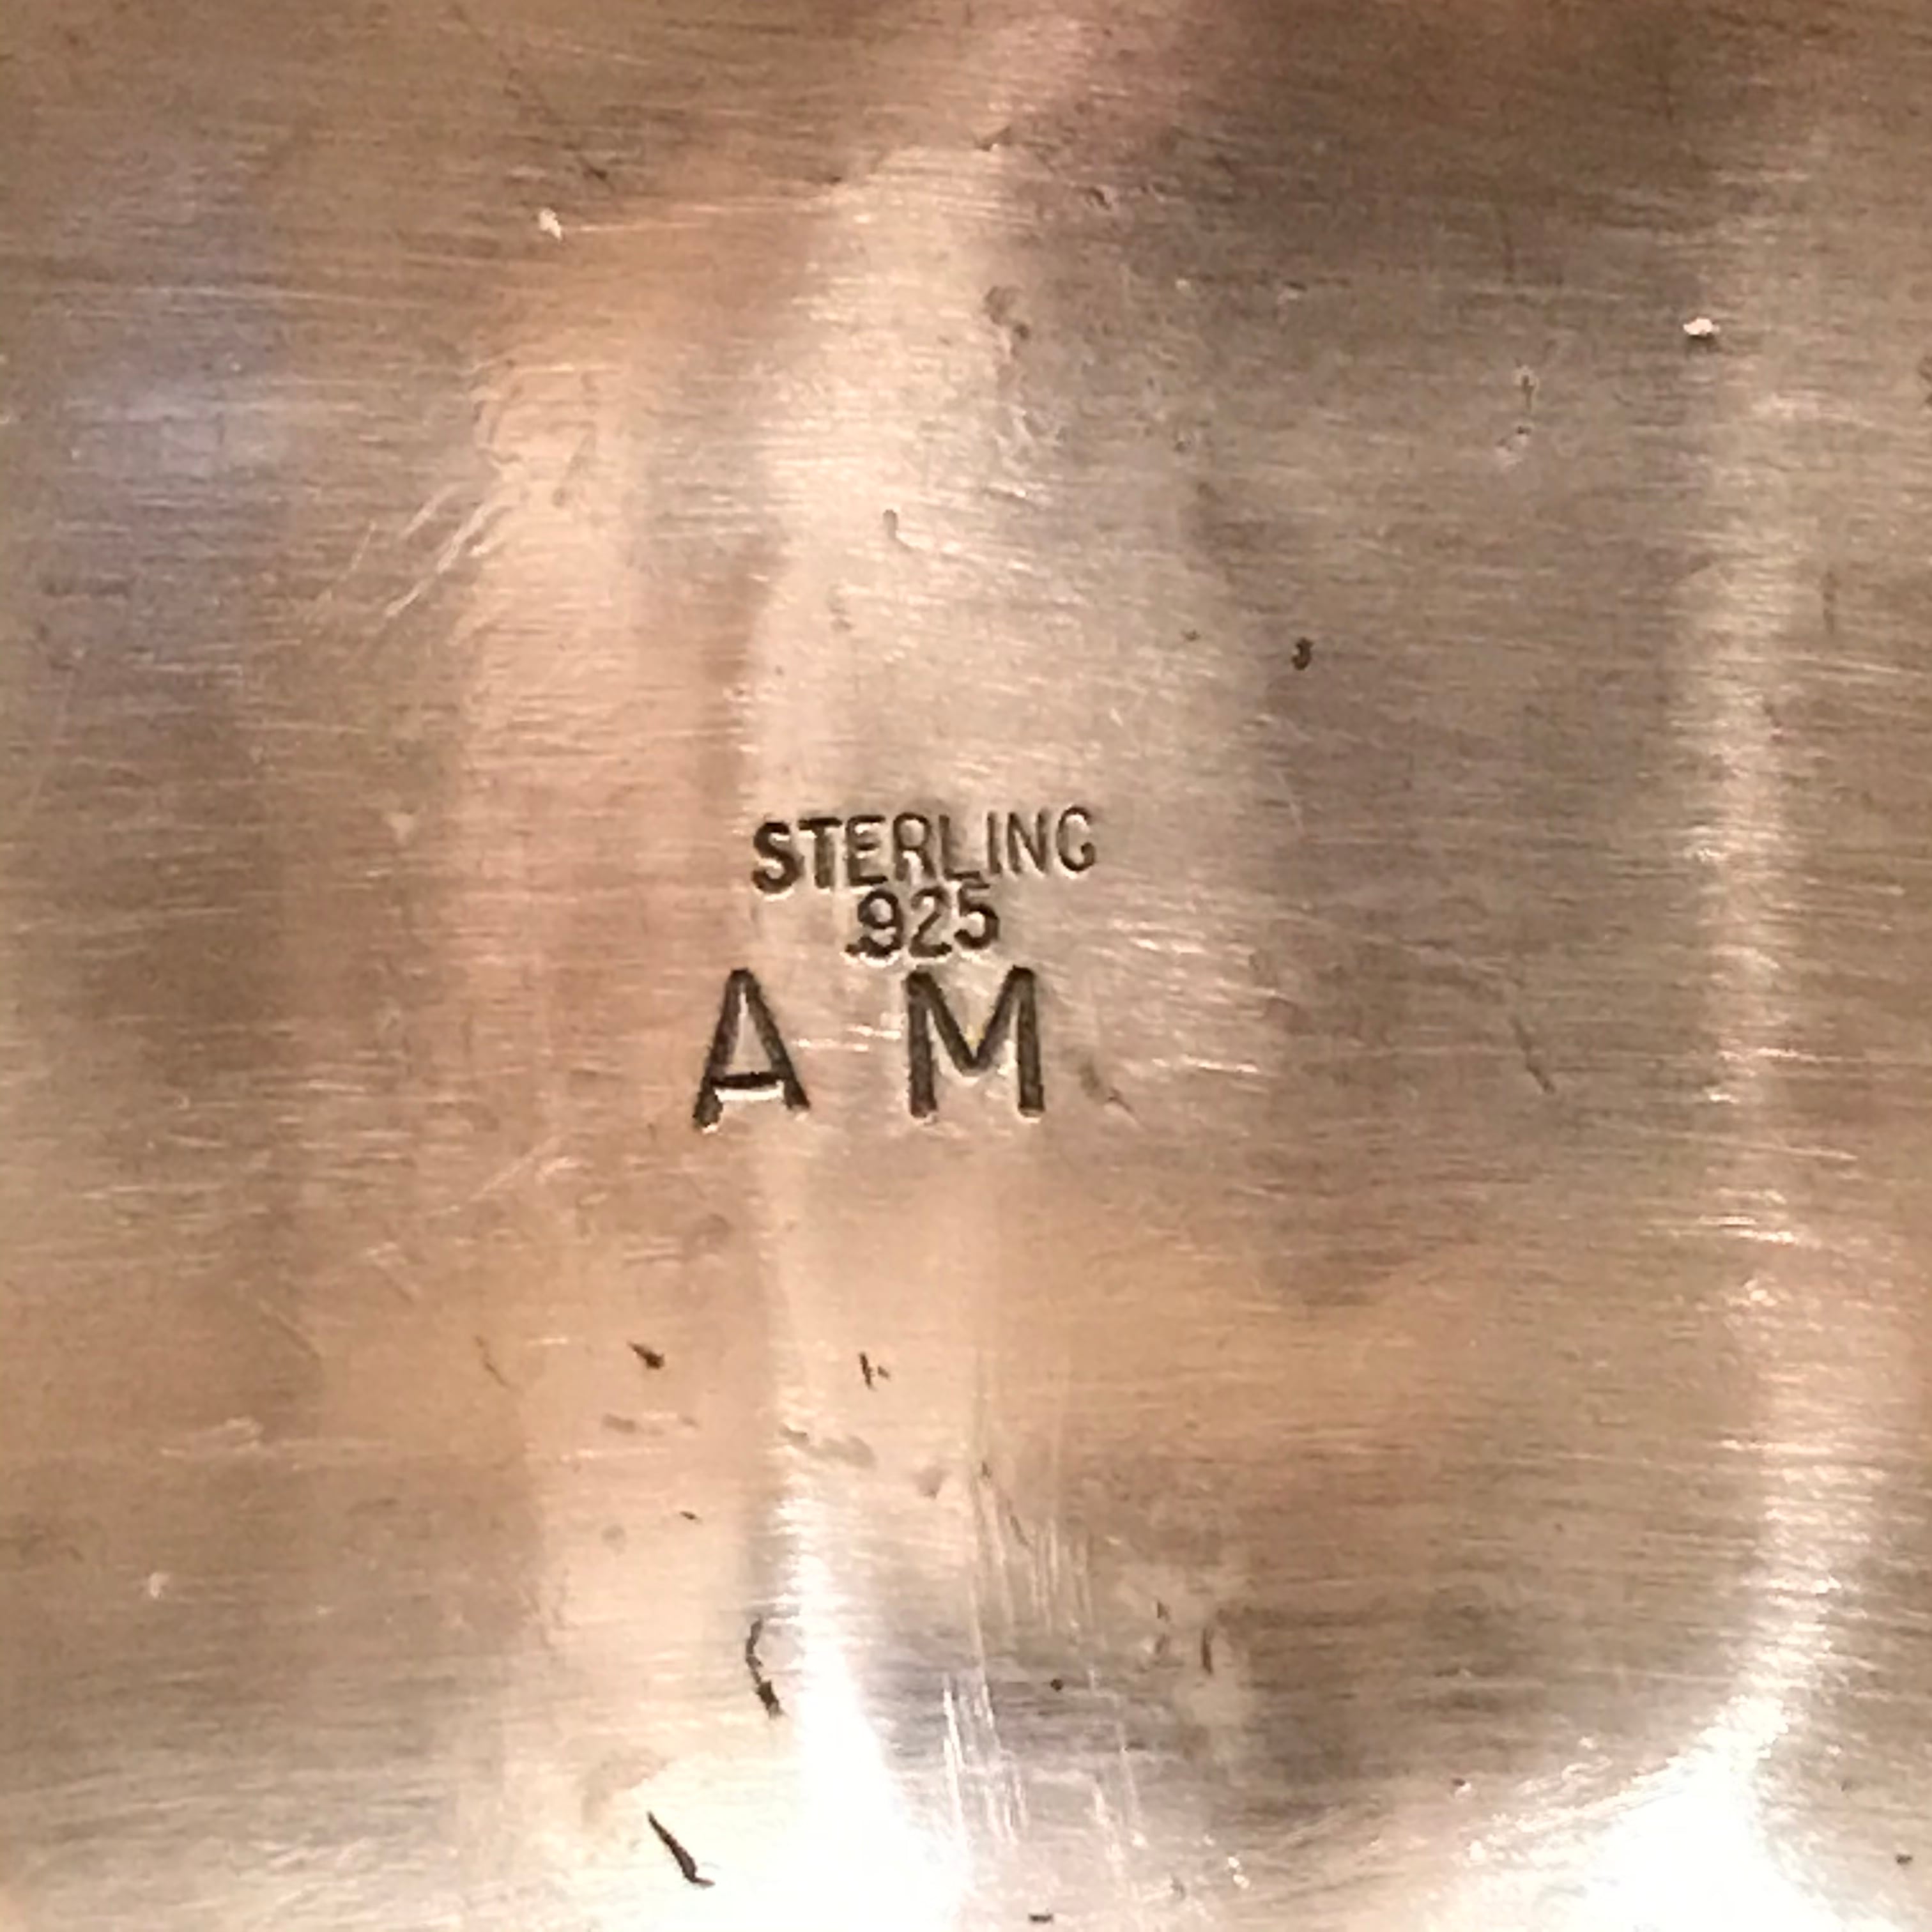 STERLING
.925
A M